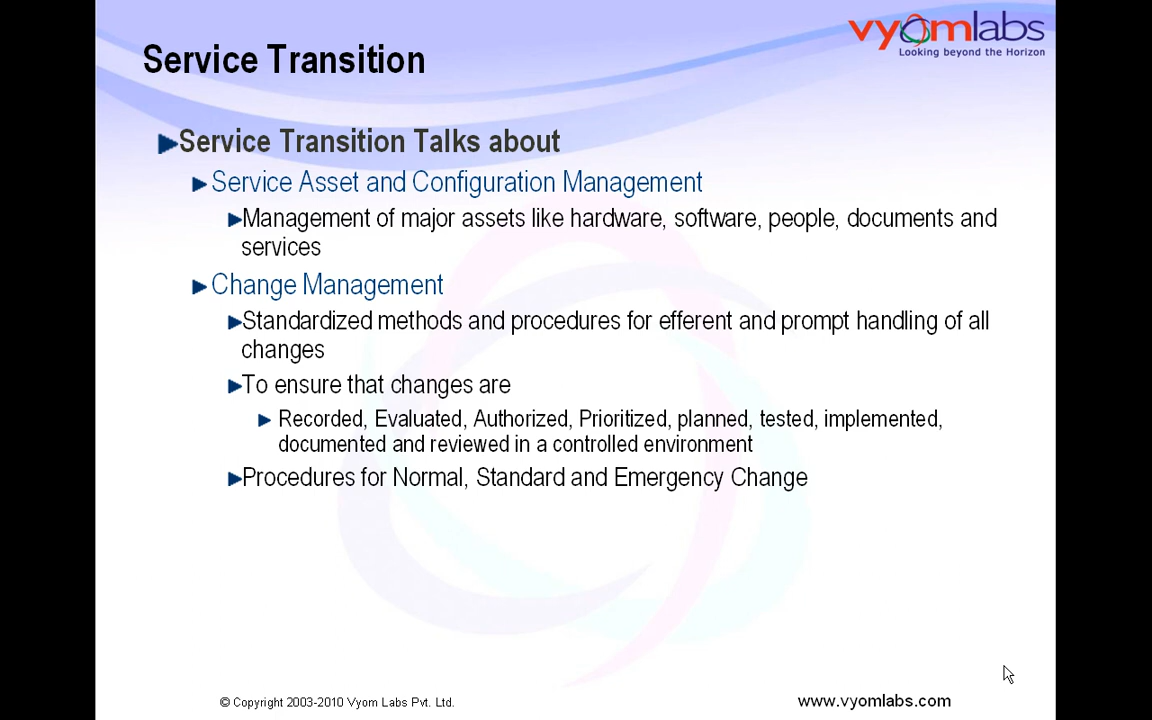 vyomlabs
Looking beyond the Horizon
Service Transition
Service Transition Talks about
Service Asset and Configuration Management
Management of major assets like hardware, software, people, documents and
services
Change Management
Standardized methods and procedures for efferent and prompt handling of all
changes
To ensure that changes are
Recorded, Evaluated, Authorized, Prioritized, planned, tested, implemented,
documented and reviewed in a controlled environment
Procedures for Normal, Standard and Emergency Change
© Copyright 2003-2010 Vyom Labs Pvt. Ltd.
www.vyomlabs.com